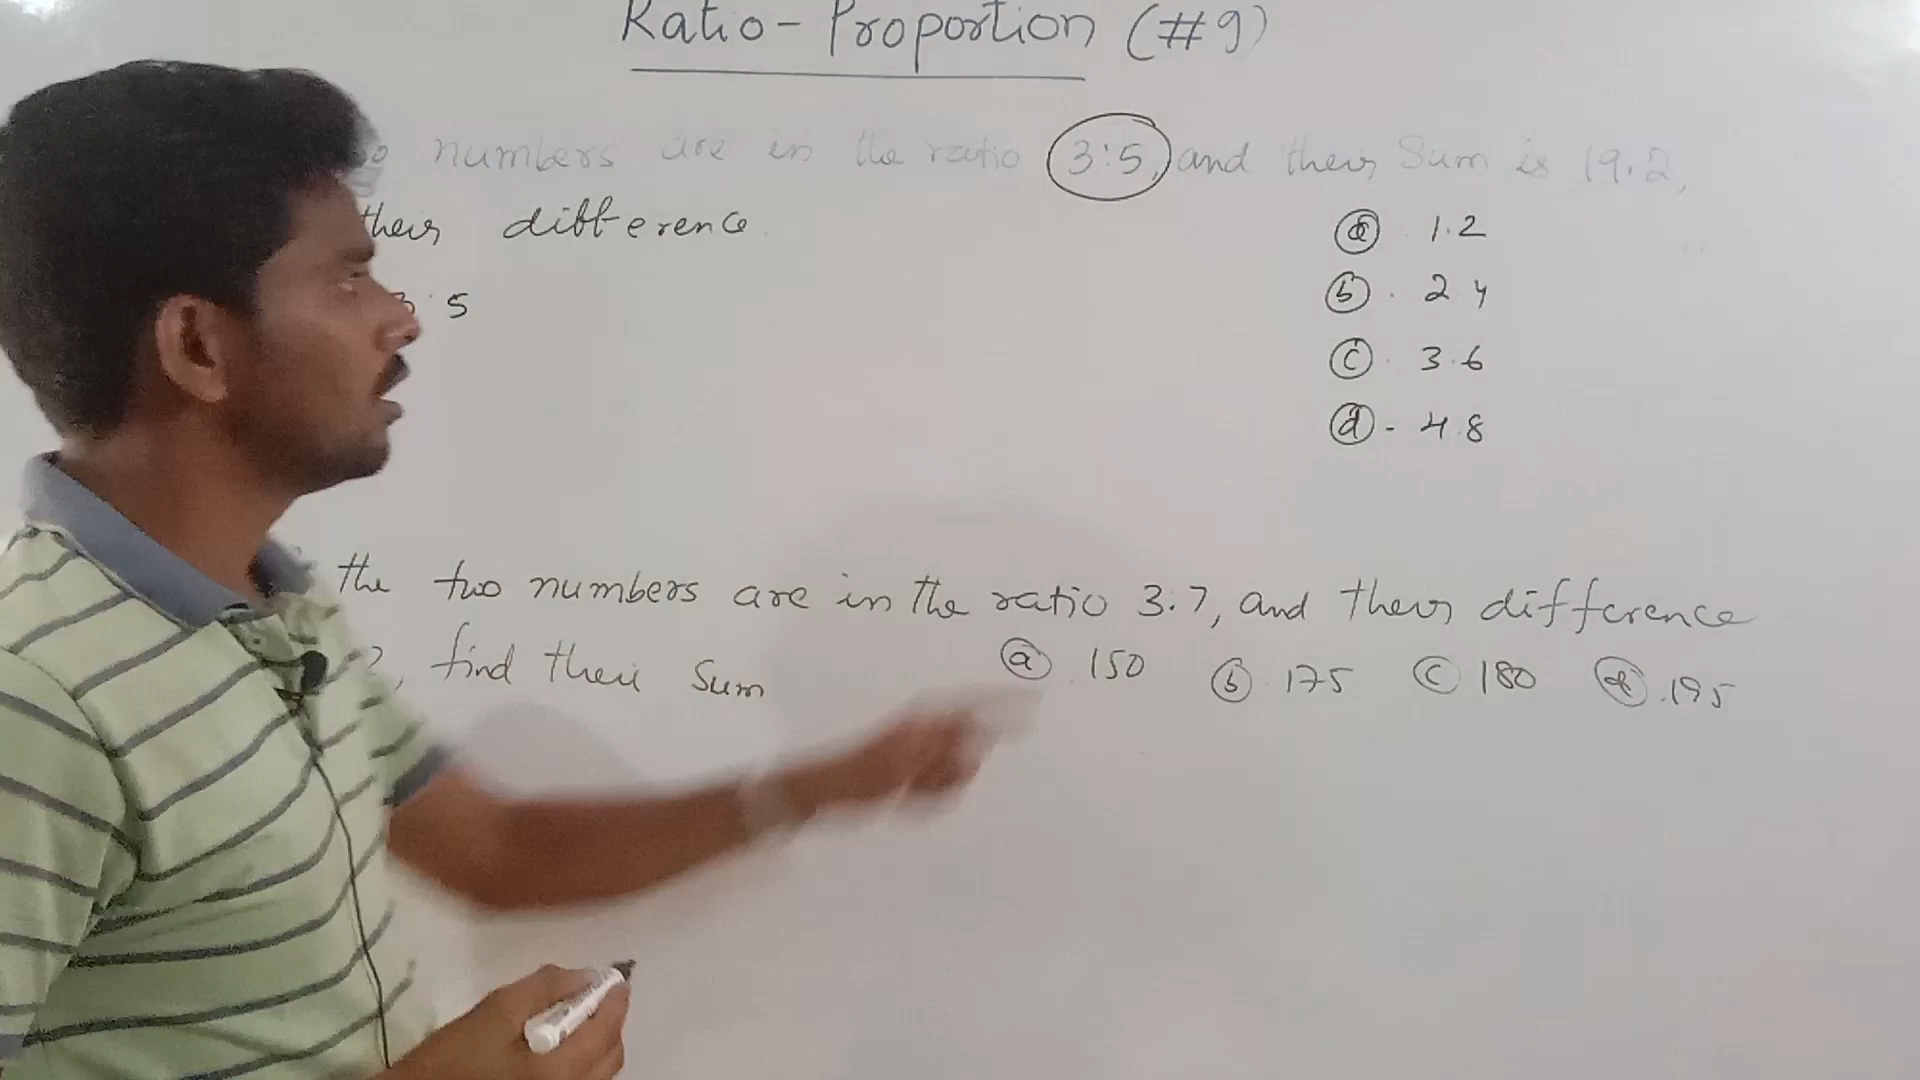 Ratio - Proportion (#9)
numbers are in the ratio 3:5, and their Sum is 19.2,
their difference.
ⓐ . 1.2
3 : 5
ⓑ . 2.4
ⓒ . 3.6
ⓓ - 4.8
the two numbers are in the ratio 3:7, and their difference
, find their Sum ⓐ . 150 ⓑ . 175 ⓒ 180 ⓓ . 195